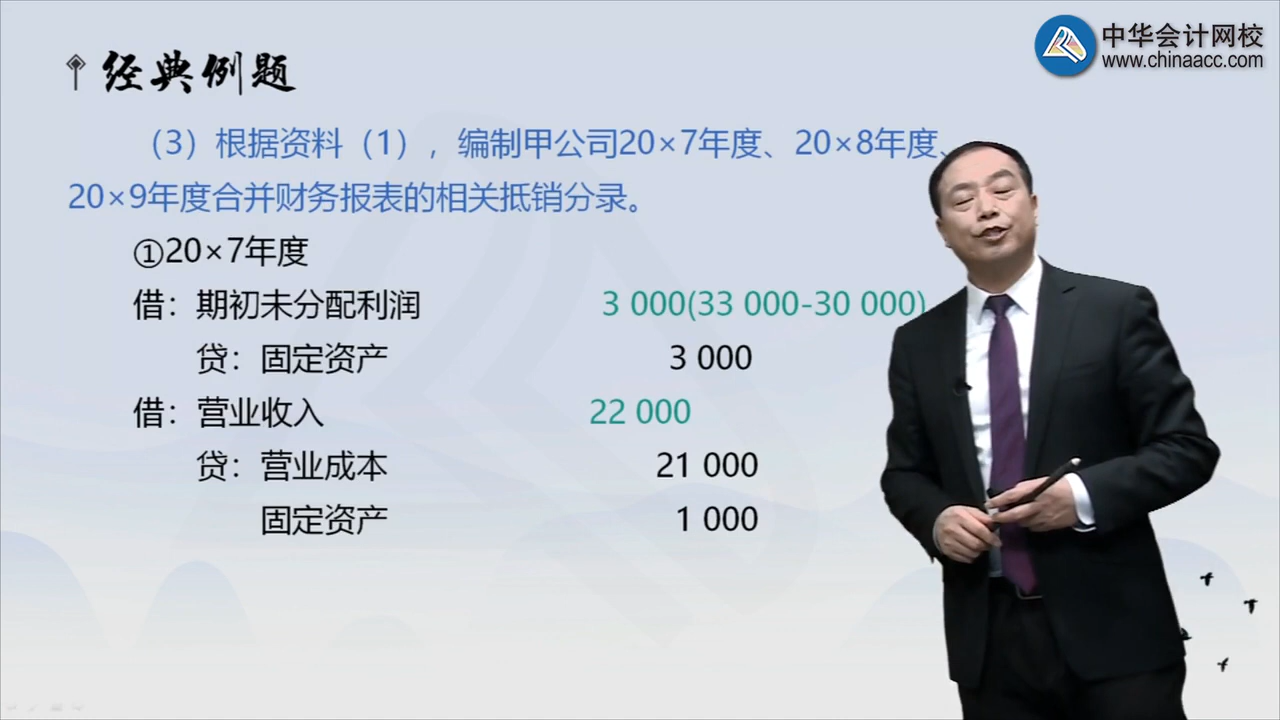 经典例题
中华会计网校
www.chinaacc.com
（3）根据资料（1），编制甲公司20×7年度、20×8年度、
20×9年度合并财务报表的相关抵销分录。
①20×7年度
借：期初未分配利润 3 000(33 000-30 000)
贷：固定资产 3 000
借：营业收入 22 000
贷：营业成本 21 000
固定资产 1 000